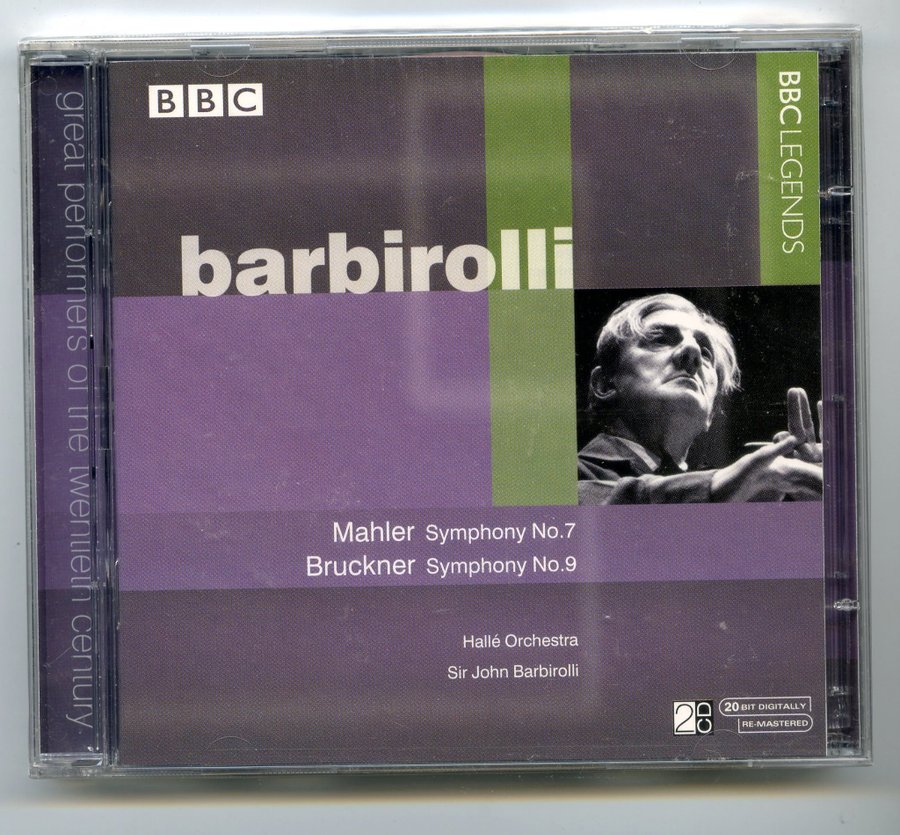 great performers of the twentieth century
BBC
BBC LEGENDS
barbirolli
Mahler Symphony No.7
Bruckner Symphony No.9
Hallé Orchestra
Sir John Barbirolli
2CD
20 BIT DIGITALLY
RE-MASTERED